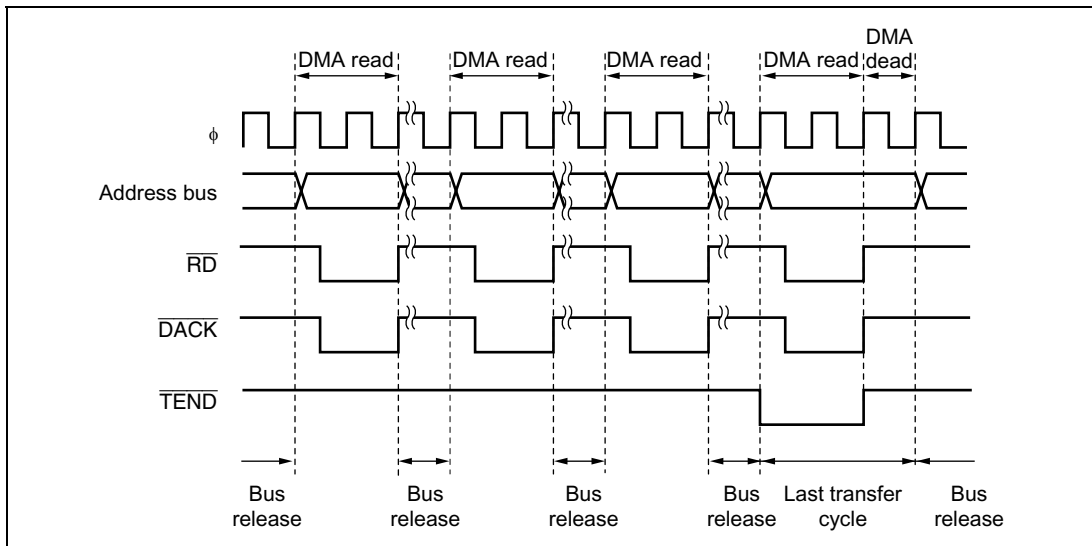 DMA
dead
DMA read DMA read DMA read DMA read
ϕ
Address bus
RD
DACK
TEND
Bus release
Bus release
Bus release
Bus release
Last transfer cycle
Bus release